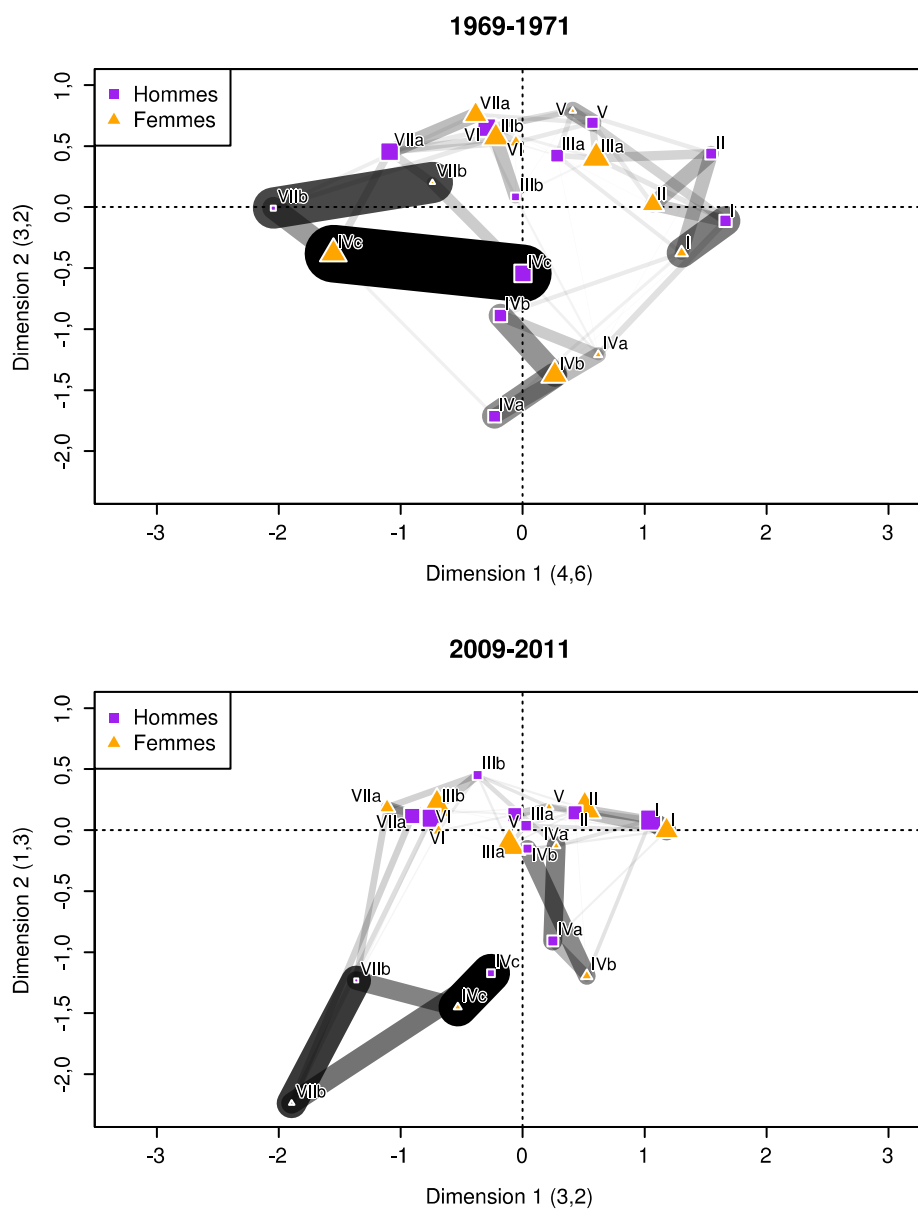 1969-1971
Hommes
Femmes
VIIa
VI
IIIb
VI
V
V
IIIa
IIIa
II
VIIa
VIIb
IIIb
II
VIIb
I
I
IVc
IVc
IVb
IVa
IVb
IVa
1,0
0,5
0,0
-0,5
-1,0
-1,5
-2,0
Dimension 2 (3,2)
-3
-2
-1
0
1
2
3
Dimension 1 (4,6)
2009-2011
Hommes
Femmes
IIIb
VIIa
IIIb
V
II
VIIa
VI
IIIa
I
VI
V
II
I
IVa
IIIa
IVb
IVa
IVb
IVc
VIIb
IVc
VIIb
1,0
0,5
0,0
-0,5
-1,0
-1,5
-2,0
Dimension 2 (1,3)
-3
-2
-1
0
1
2
3
Dimension 1 (3,2)